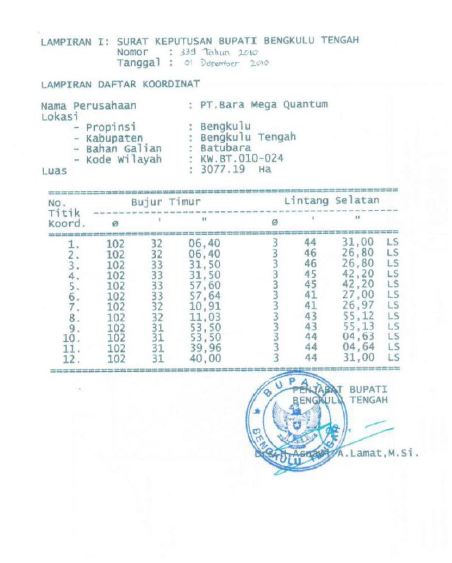 LAMPIRAN I: SURAT KEPUTUSAN BUPATI BENGKULU TENGAH
Nomor : 339 Tahun 2010
Tanggal : 01 Desember 2010
LAMPIRAN DAFTAR KOORDINAT
Nama Perusahaan : PT.Bara Mega Quantum
Lokasi
- Propinsi : Bengkulu
- Kabupaten : Bengkulu Tengah
- Bahan Galian : Batubara
- Kode Wilayah : KW.BT.010-024
Luas : 3077.19 Ha
No. Bujur Timur Lintang Selatan
Titik
Koord. ø ' " ø ' "
1. 102 32 06,40 3 44 31,00 LS
2. 102 32 06,40 3 46 26,80 LS
3. 102 33 31,50 3 46 26,80 LS
4. 102 33 31,50 3 45 42,20 LS
5. 102 33 57,60 3 45 42,20 LS
6. 102 33 57,64 3 41 27,00 LS
7. 102 32 10,91 3 41 26,97 LS
8. 102 32 11,03 3 43 55,12 LS
9. 102 31 53,50 3 43 55,13 LS
10. 102 31 53,50 3 44 04,63 LS
11. 102 31 39,96 3 44 04,64 LS
12. 102 31 40,00 3 44 31,00 LS
PENJABAT BUPATI
BENGKULU TENGAH
BUPATI
BENGKULU TENGAH
A.Lamat,M.Si.